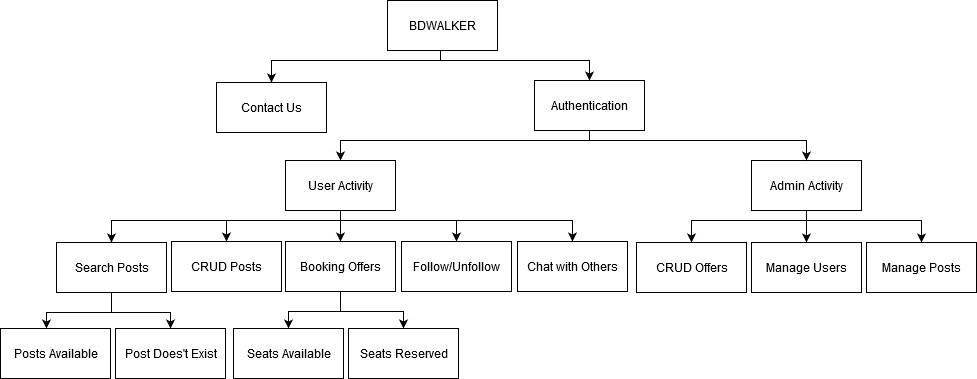 BDWALKER
Contact Us
Authentication
User Activity
Admin Activity
Search Posts
CRUD Posts
Booking Offers
Follow/Unfollow
Chat with Others
CRUD Offers
Manage Users
Manage Posts
Posts Available
Post Does't Exist
Seats Available
Seats Reserved